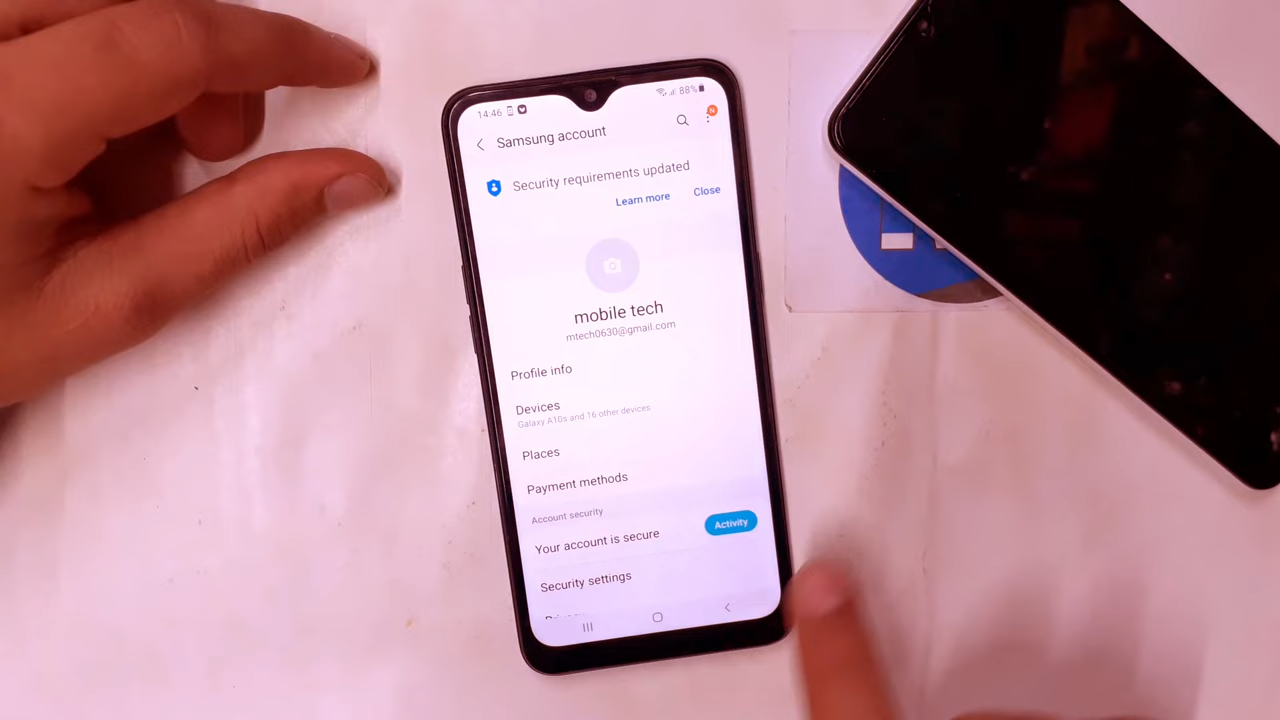 14:46 88%
Samsung account
N
Security requirements updated
Learn more Close
mobile tech
mtech0630@gmail.com
Profile info
Devices
Galaxy A10s and 16 other devices
Places
Payment methods
Account security
Your account is secure
Activity
Security settings